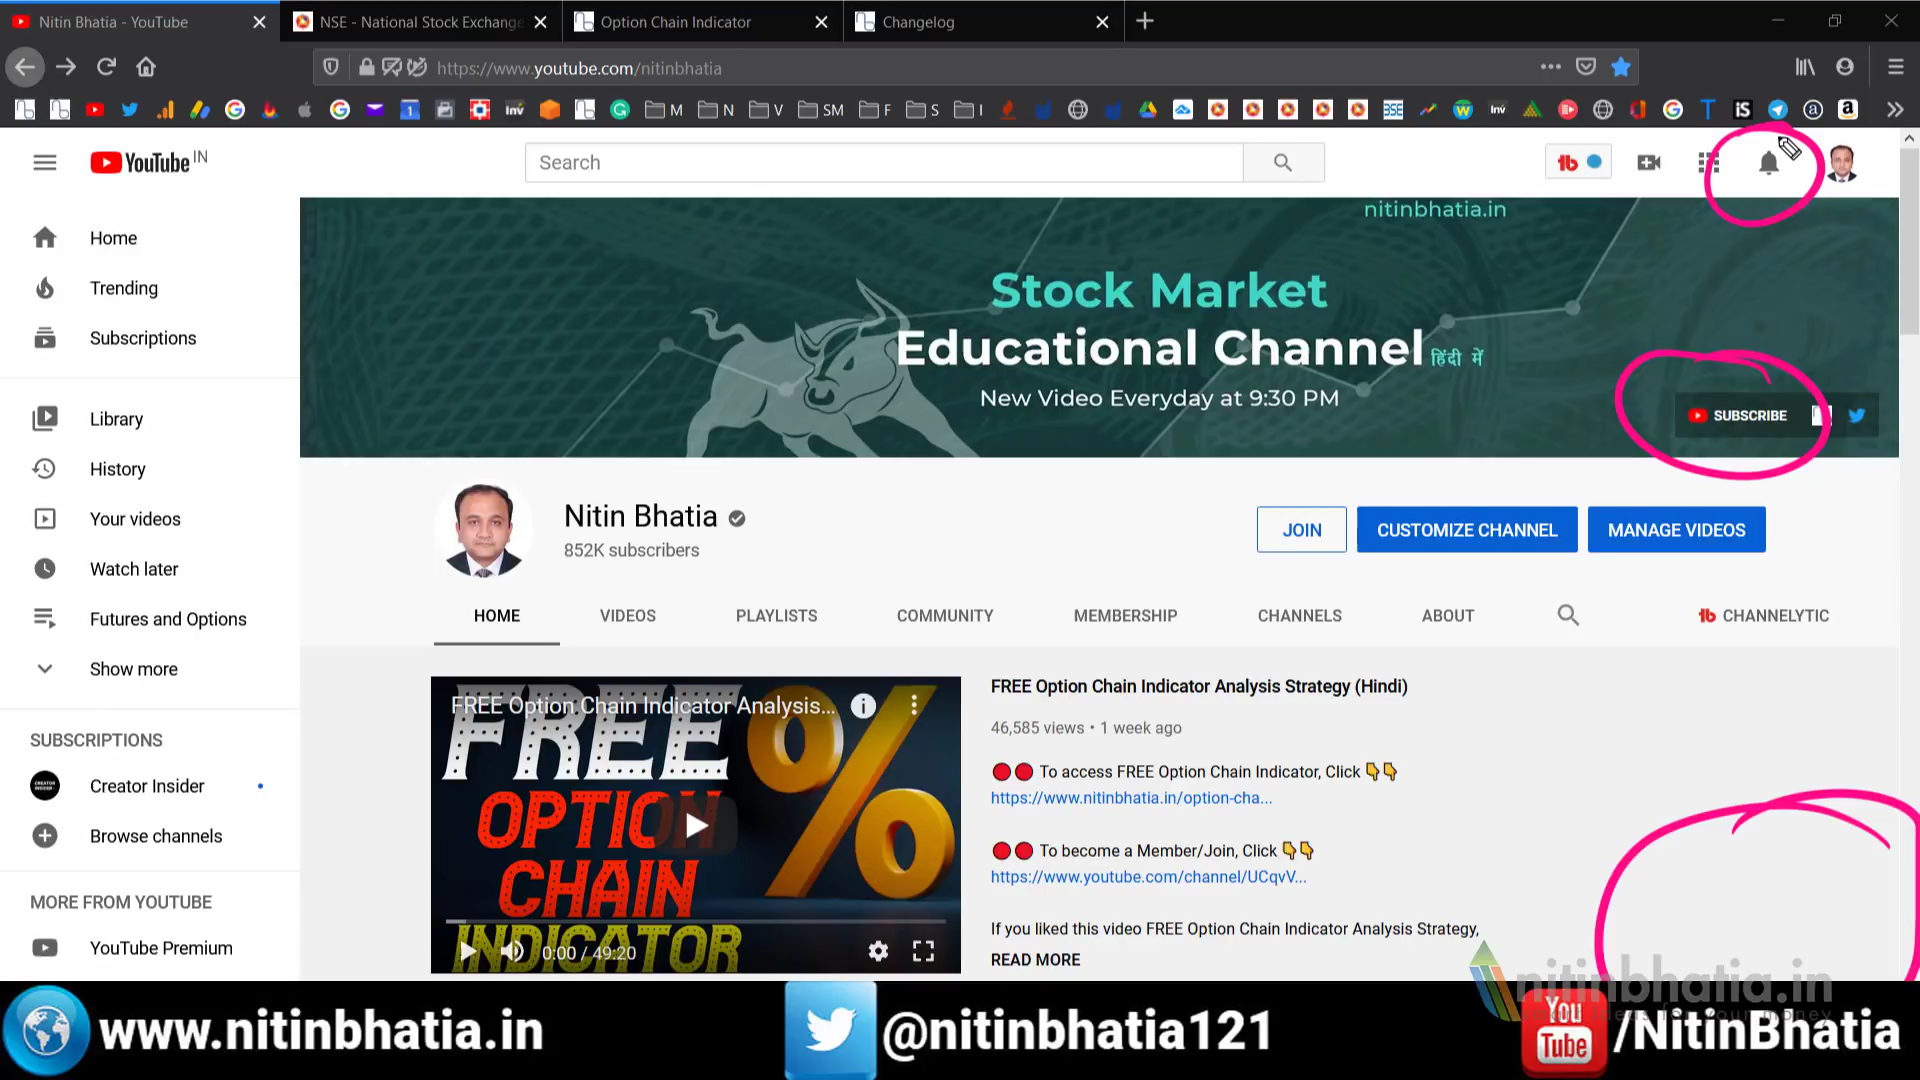 Nitin Bhatia - YouTube
NSE - National Stock Exchange
Option Chain Indicator
Changelog
https://www.youtube.com/nitinbhatia
M
N
V
SM
F
S
I
YouTube IN
Search
nitinbhatia.in
Stock Market
Educational Channel हिंदी में
New Video Everyday at 9:30 PM
SUBSCRIBE
Home
Trending
Subscriptions
Library
History
Your videos
Watch later
Futures and Options
Show more
SUBSCRIPTIONS
Creator Insider
Browse channels
MORE FROM YOUTUBE
YouTube Premium
Nitin Bhatia
852K subscribers
JOIN
CUSTOMIZE CHANNEL
MANAGE VIDEOS
HOME
VIDEOS
PLAYLISTS
COMMUNITY
MEMBERSHIP
CHANNELS
ABOUT
CHANNELYTIC
FREE Option Chain Indicator Analysis...
FREE
OPTION
CHAIN
INDICATOR
%
0:00 / 49:20
FREE Option Chain Indicator Analysis Strategy (Hindi)
46,585 views • 1 week ago
🔴🔴 To access FREE Option Chain Indicator, Click 👇👇
https://www.nitinbhatia.in/option-cha...
🔴🔴 To become a Member/Join, Click 👇👇
https://www.youtube.com/channel/UCqvV...
If you liked this video FREE Option Chain Indicator Analysis Strategy,
READ MORE
nitinbhatia.in
www.nitinbhatia.in
@nitinbhatia121
You Tube /NitinBhatia